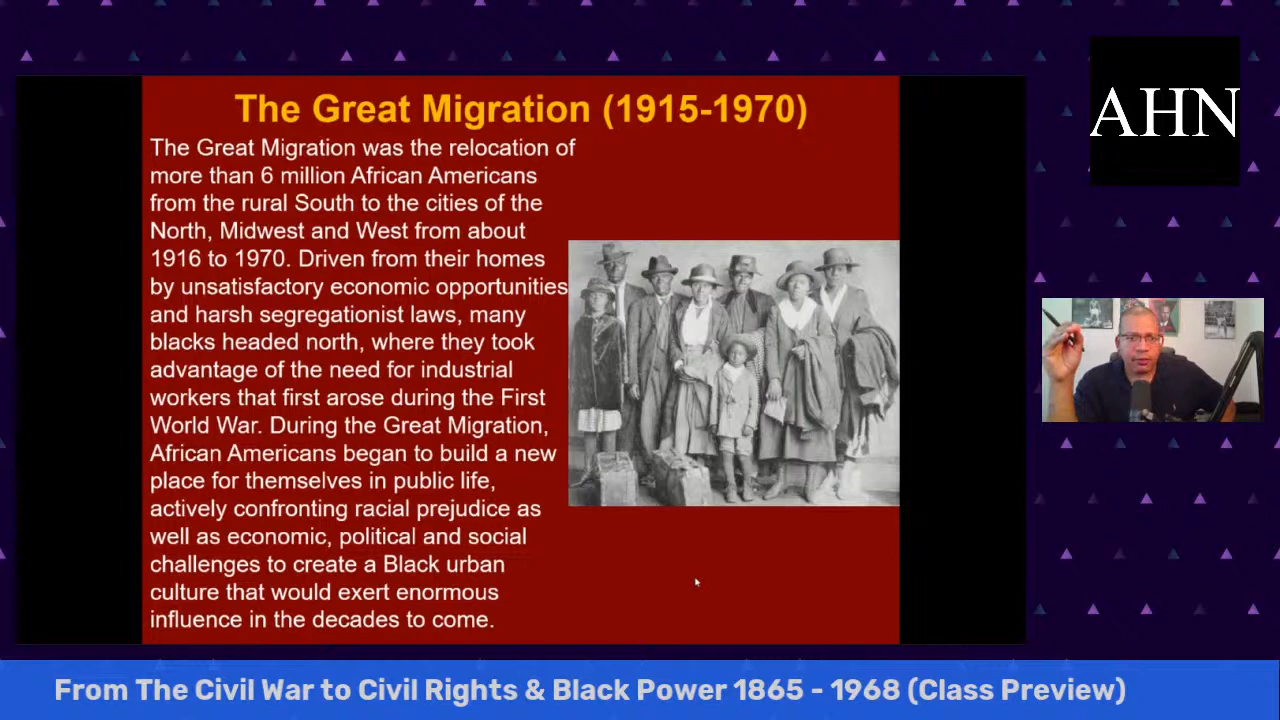 The Great Migration (1915-1970)
The Great Migration was the relocation of
more than 6 million African Americans
from the rural South to the cities of the
North, Midwest and West from about
1916 to 1970. Driven from their homes
by unsatisfactory economic opportunities
and harsh segregationist laws, many
blacks headed north, where they took
advantage of the need for industrial
workers that first arose during the First
World War. During the Great Migration,
African Americans began to build a new
place for themselves in public life,
actively confronting racial prejudice as
well as economic, political and social
challenges to create a Black urban
culture that would exert enormous
influence in the decades to come.
AHN
From The Civil War to Civil Rights & Black Power 1865 - 1968 (Class Preview)